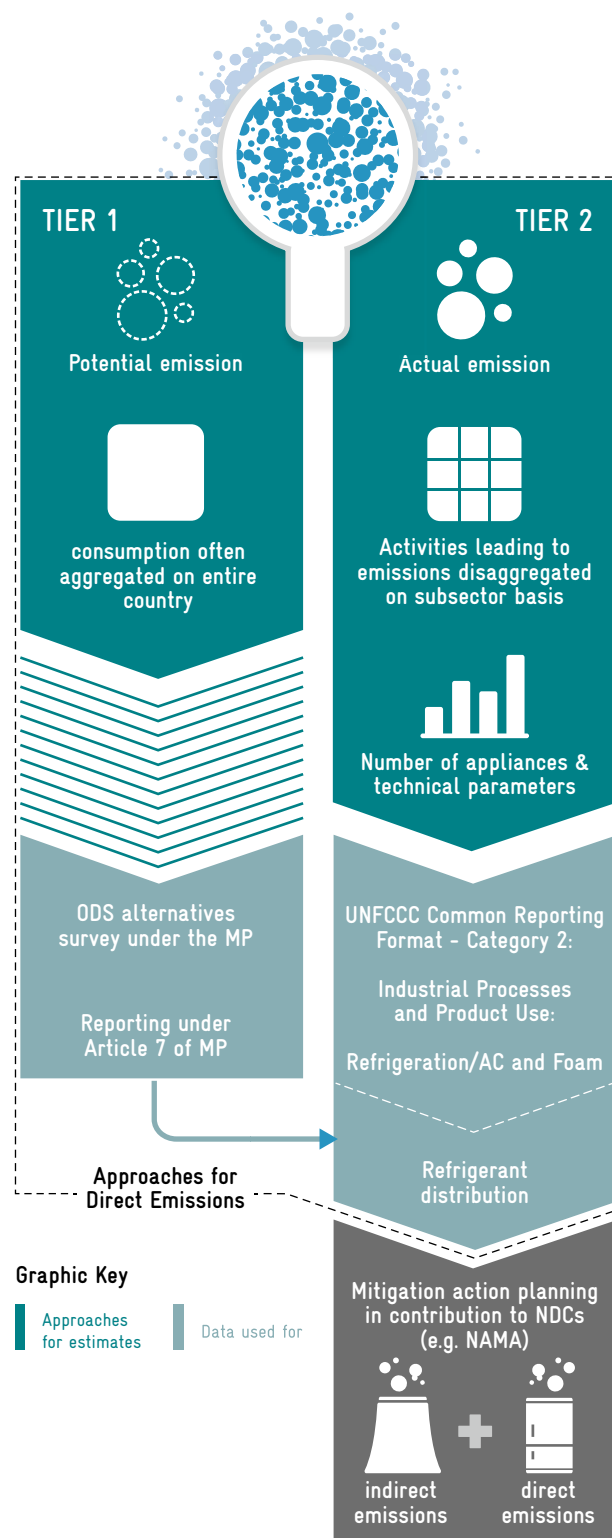 TIER 1
Potential emission
consumption often
aggregated on entire
country
ODS alternatives
survey under the MP
Reporting under
Article 7 of MP
TIER 2
Actual emission
Activities leading to
emissions disaggregated
on subsector basis
Number of appliances &
technical parameters
UNFCCC Common Reporting
Format - Category 2:
Industrial Processes
and Product Use:
Refrigeration/AC and Foam
Refrigerant
distribution
Approaches for
Direct Emissions
Mitigation action planning
in contribution to NDCs
(e.g. NAMA)
indirect
emissions
direct
emissions
Graphic Key
Approaches
for estimates
Data used for